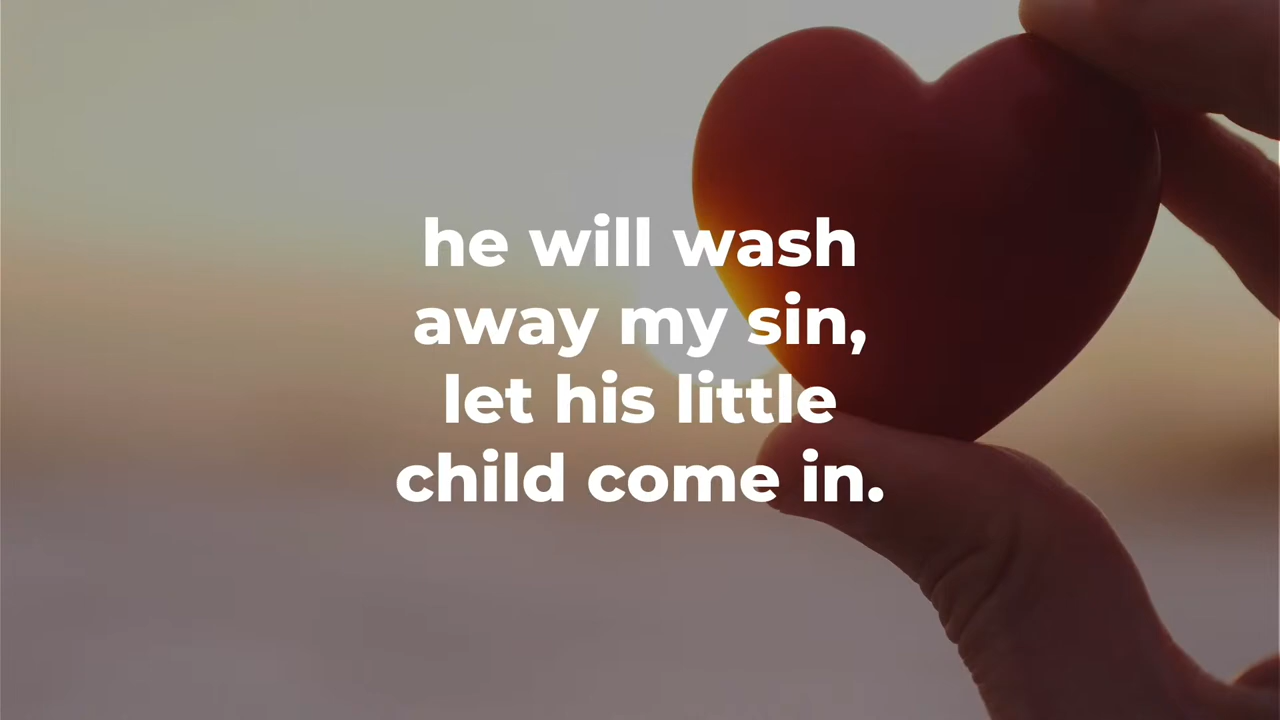 he will wash
away my sin,
let his little
child come in.